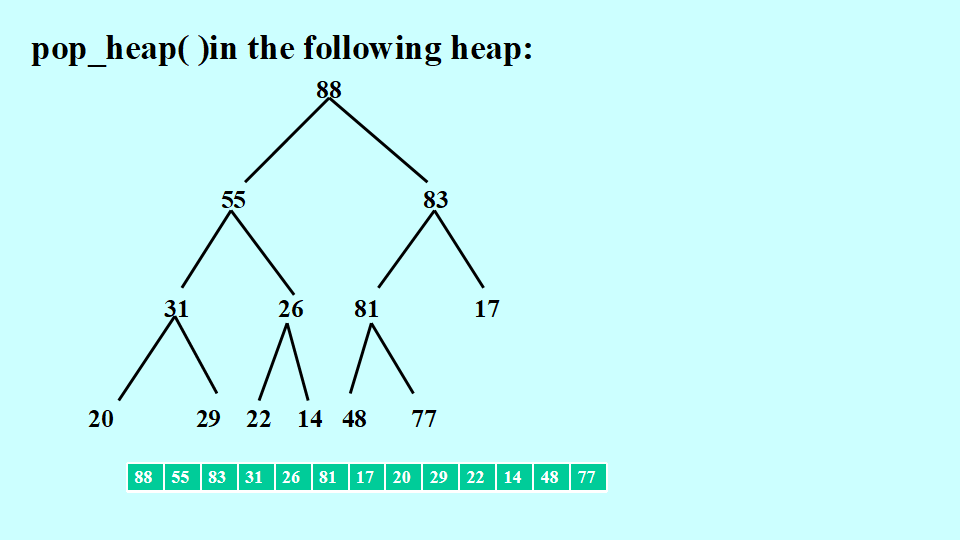 pop_heap( )in the following heap:
88
55 83
31 26 81 17
20 29 22 14 48 77
88 55 83 31 26 81 17 20 29 22 14 48 77